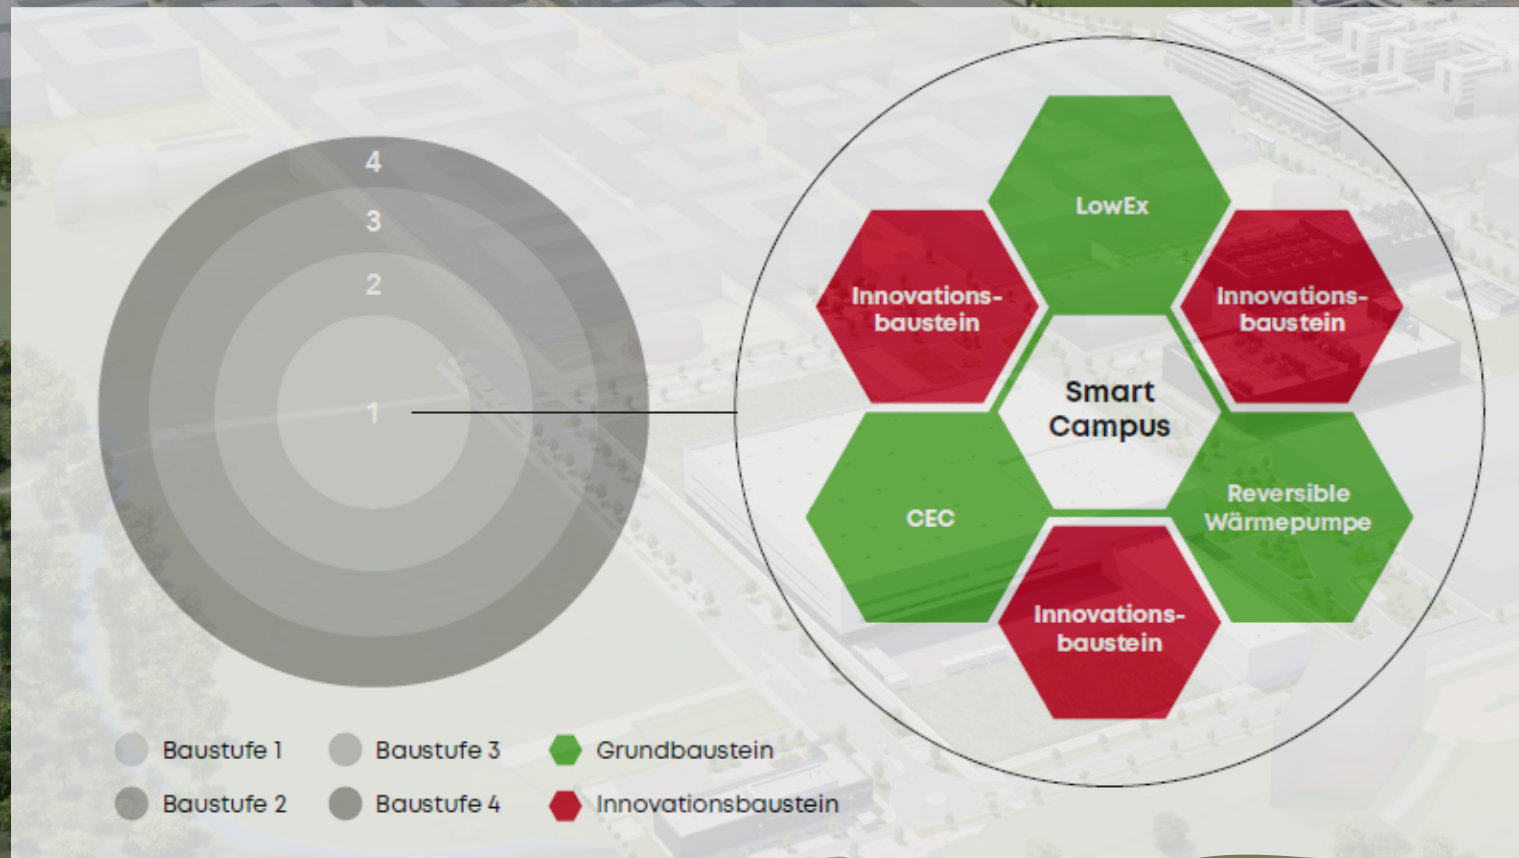 4
3
2
1
LowEx
Innovations-
baustein
Innovations-
baustein
Smart
Campus
CEC
Reversible
Wärmepumpe
Innovations-
baustein
Baustufe 1
Baustufe 3
Grundbaustein
Baustufe 2
Baustufe 4
Innovationsbaustein